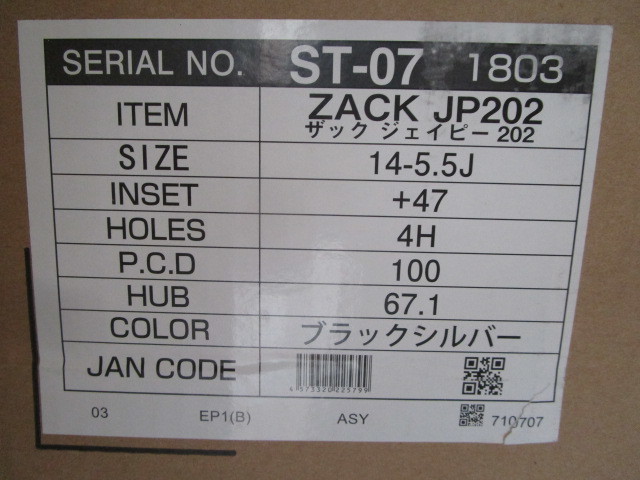 SERIAL NO. ST-07 1803
ITEM ZACK JP202
ザック ジェイピー 202
SIZE 14-5.5J
INSET +47
HOLES 4H
P.C.D 100
HUB 67.1
COLOR ブラックシルバー
JAN CODE
03 EP1(B) ASY 710707